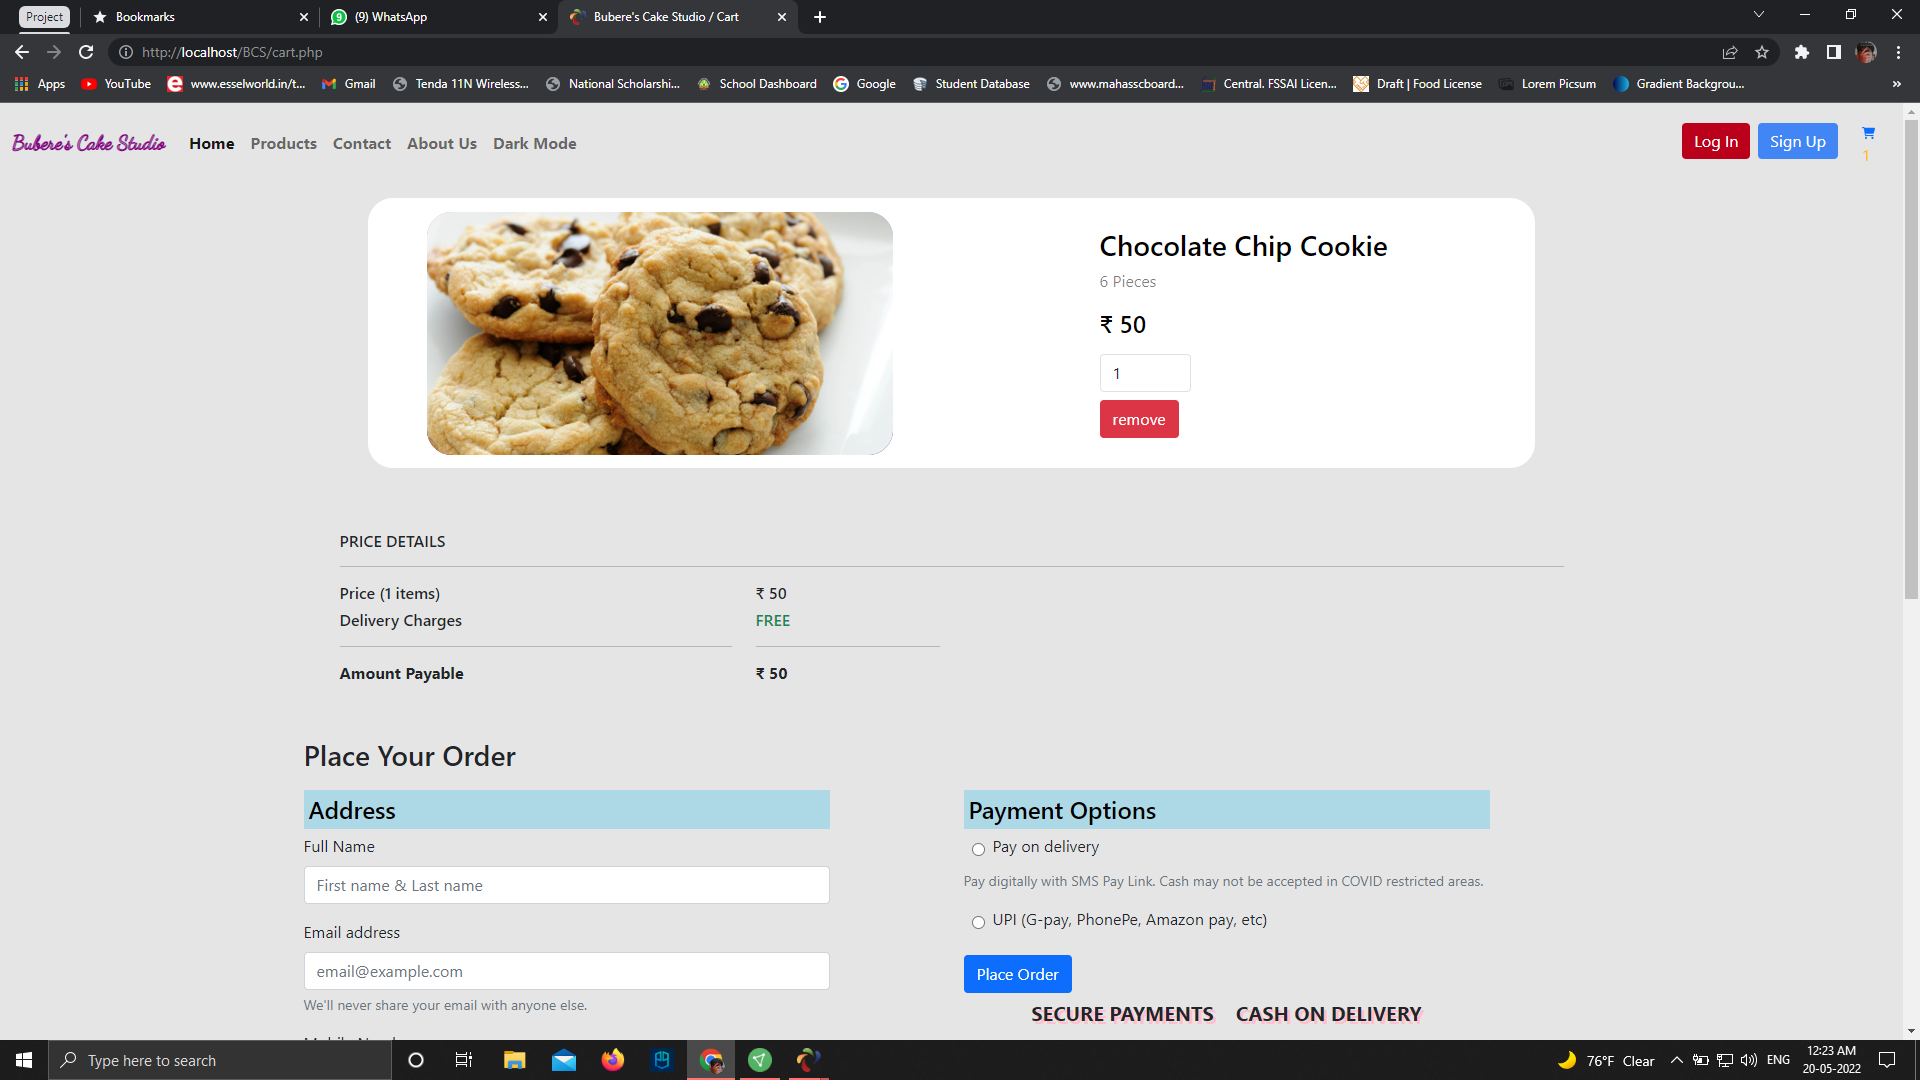 Project
Bookmarks
(9) WhatsApp
Bubere's Cake Studio / Cart
http://localhost/BCS/cart.php
Apps
YouTube
www.esselworld.in/t...
Gmail
Tenda 11N Wireless...
National Scholarshi...
School Dashboard
Google
Student Database
www.mahasscboard...
Central. FSSAI Licen...
Draft | Food License
Lorem Picsum
Gradient Backgrou...
»
Bubere's Cake Studio
Home
Products
Contact
About Us
Dark Mode
Log In
Sign Up
1
Chocolate Chip Cookie
6 Pieces
₹ 50
1
remove
PRICE DETAILS
Price (1 items)
₹ 50
Delivery Charges
FREE
Amount Payable
₹ 50
Place Your Order
Address
Full Name
First name & Last name
Email address
email@example.com
We'll never share your email with anyone else.
Payment Options
Pay on delivery
Pay digitally with SMS Pay Link. Cash may not be accepted in COVID restricted areas.
UPI (G-pay, PhonePe, Amazon pay, etc)
Place Order
SECURE PAYMENTS
CASH ON DELIVERY
Type here to search
76°F Clear
ENG
12:23 AM
20-05-2022